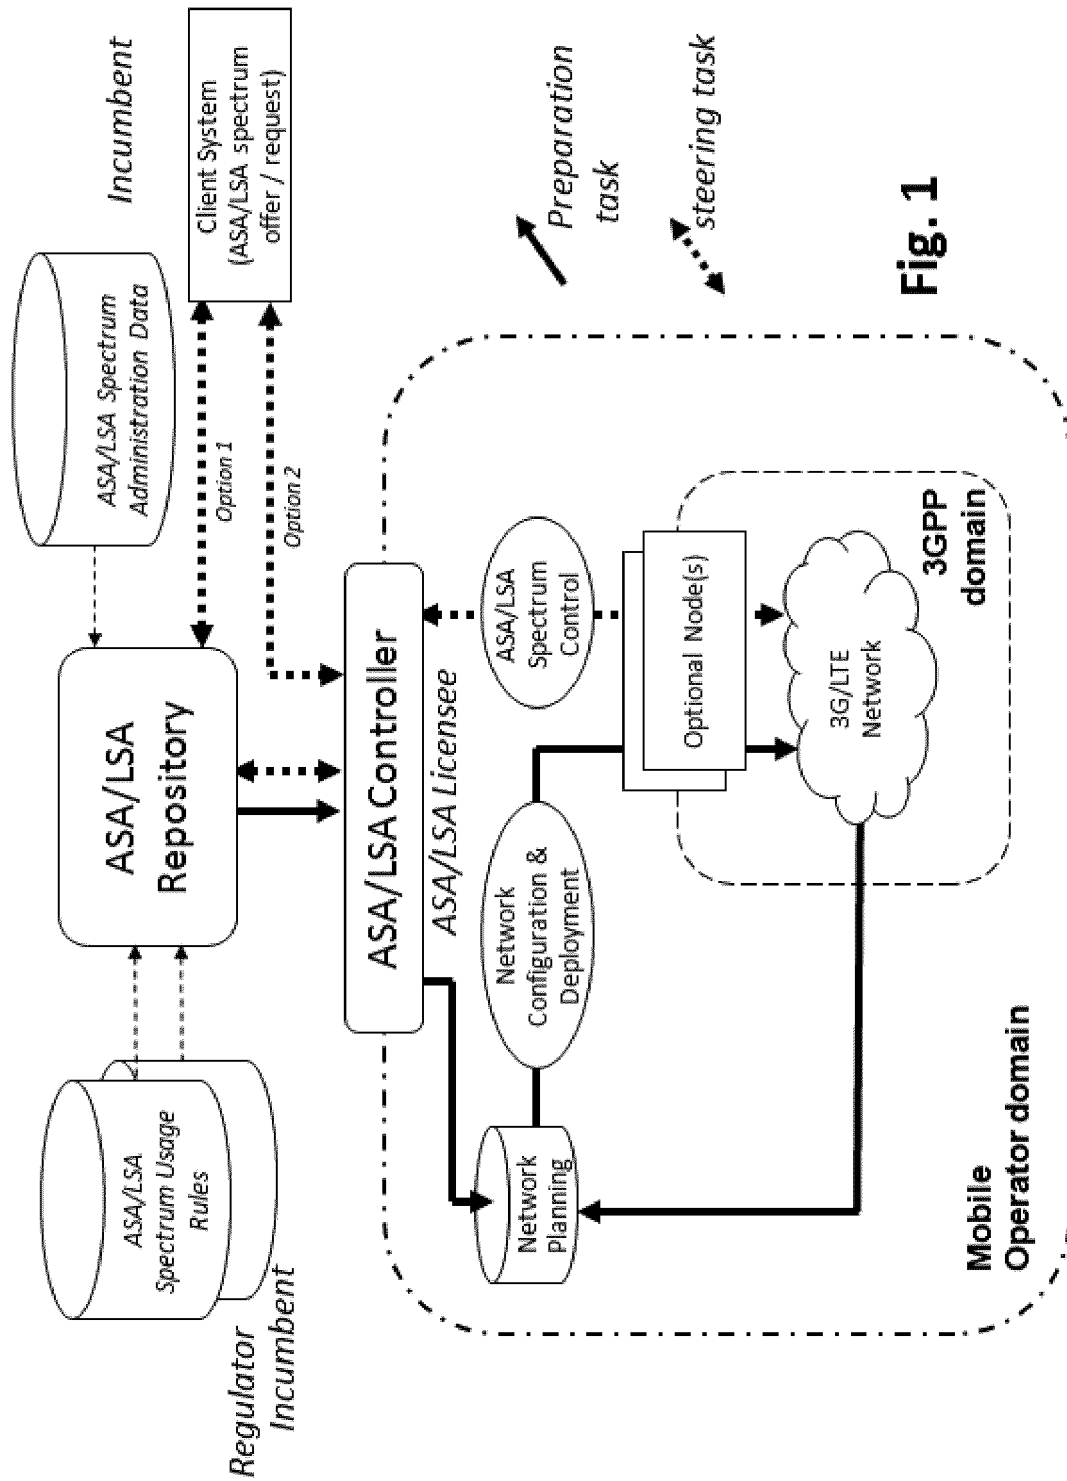 Regulator
Incumbent
ASA/LSA
Spectrum Usage
Rules
ASA/LSA
Repository
ASA/LSA Spectrum
Administration Data
Incumbent
Client System
(ASA/LSA spectrum
offer / request)
Option 1
Option 2
ASA/LSA Controller
ASA/LSA Licensee
Network
Planning
Network
Configuration &
Deployment
ASA/LSA
Spectrum
Control
Optional Node(s)
3G/LTE
Network
3GPP
domain
Mobile
Operator domain
Preparation
task
steering task
Fig. 1